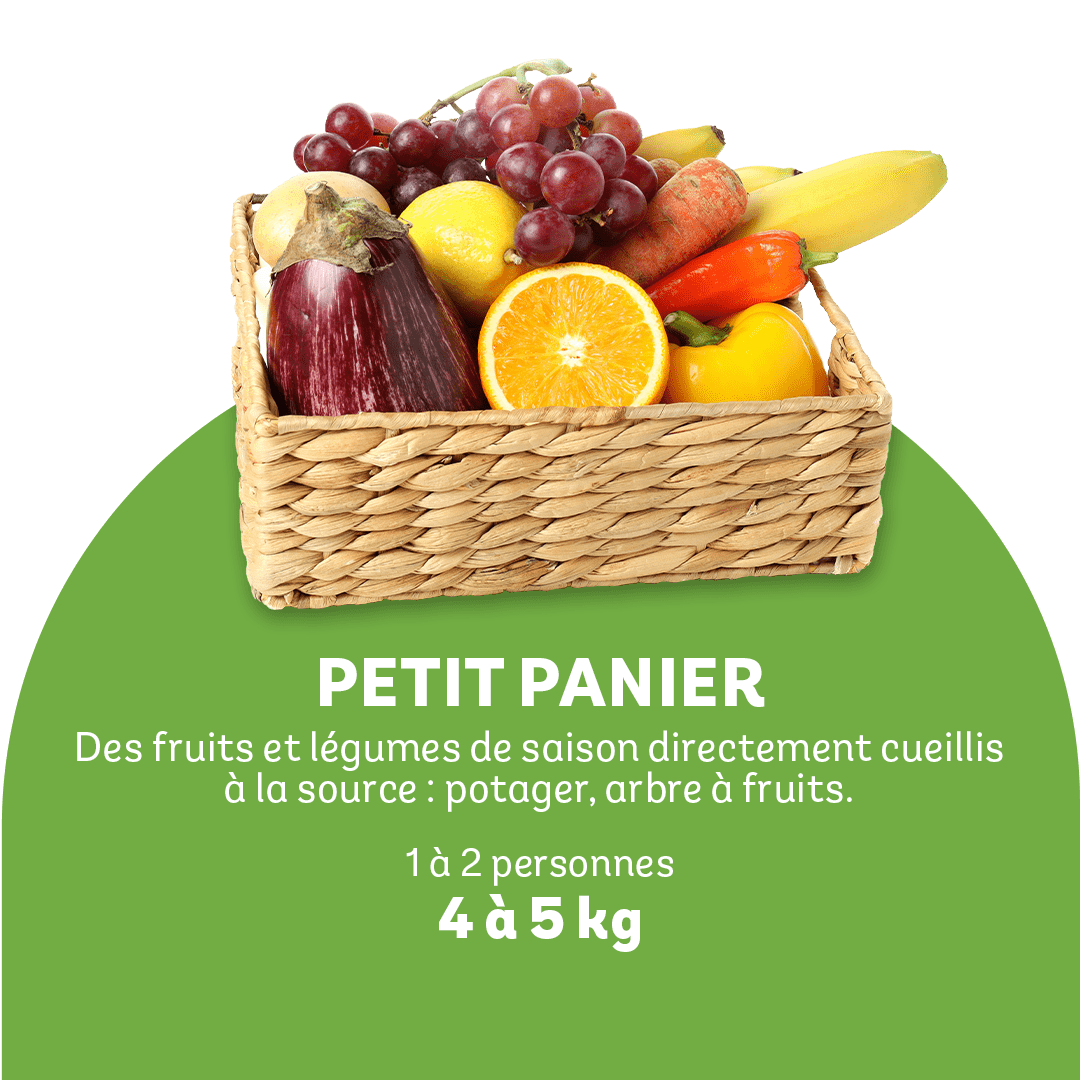 PETIT PANIER
Des fruits et légumes de saison directement cueillis
à la source : potager, arbre à fruits.
1 à 2 personnes
4 à 5 kg